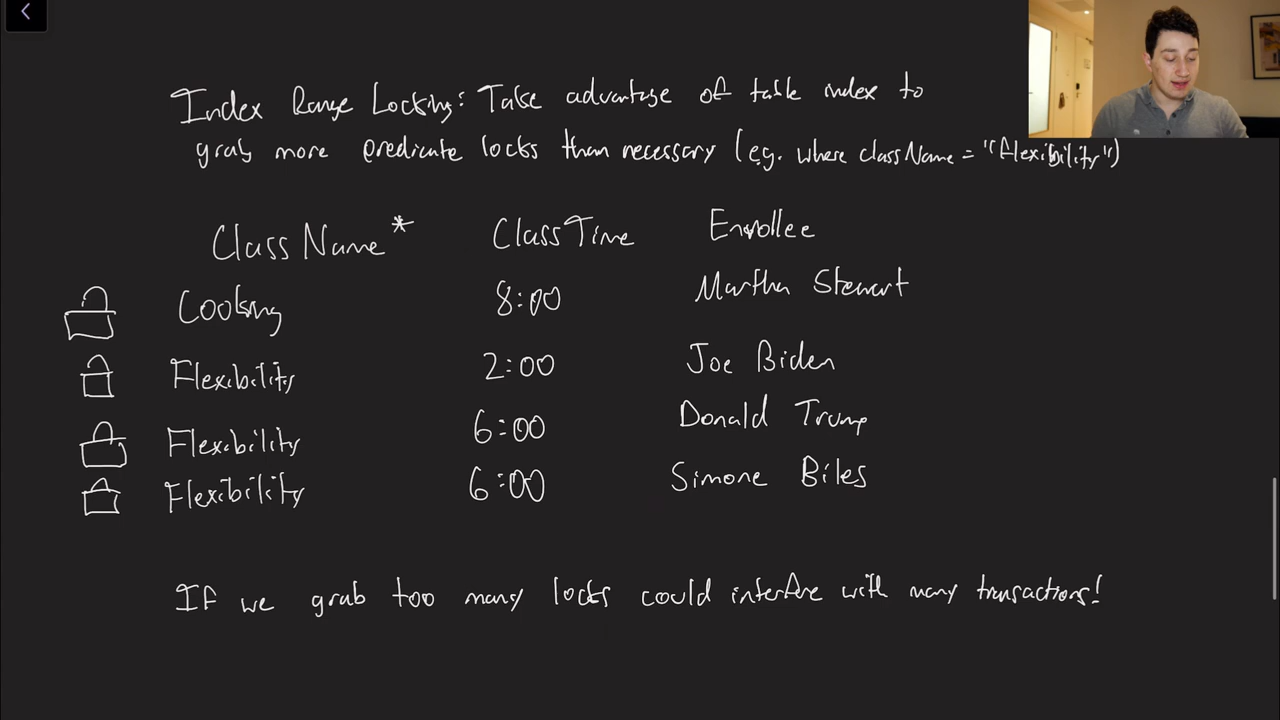 Index Range Locking: Take advantage of table index to
grab more predicate locks than necessary (e.g. where className = "flexibility")
ClassName* ClassTime Enrollee
Cooking 8:00 Martha Stewart
Flexibility 2:00 Joe Biden
Flexibility 6:00 Donald Trump
Flexibility 6:00 Simone Biles
If we grab too many locks could interfere with many transactions!